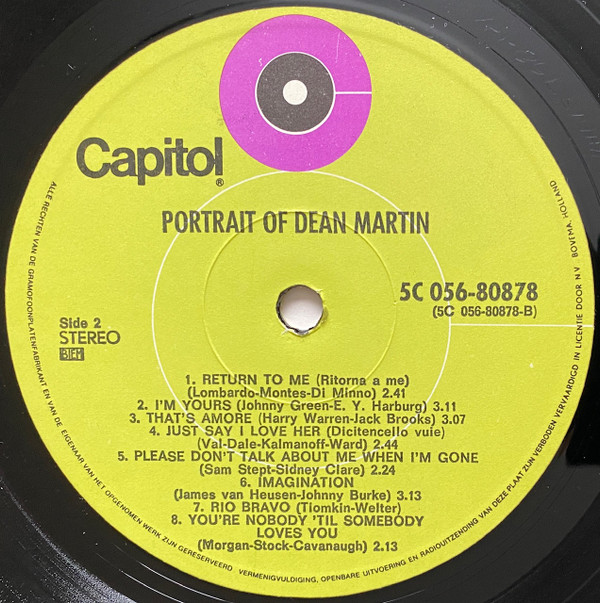 Capitol®
PORTRAIT OF DEAN MARTIN
5C 056-80878
(5C 056-80878-B)
Side 2
STEREO
BIEM
1. RETURN TO ME (Ritorna a me)
(Lombardo-Montes-Di Minno) 2.41
2. I'M YOURS (Johnny Green-E. Y. Harburg) 3.11
3. THAT'S AMORE (Harry Warren-Jack Brooks) 3.07
4. JUST SAY I LOVE HER (Dicitencello vuie)
(Val-Dale-Kalmanoff-Ward) 2.44
5. PLEASE DON'T TALK ABOUT ME WHEN I'M GONE
(Sam Stept-Sidney Clare) 2.24
6. IMAGINATION
(James van Heusen-Johnny Burke) 3.13
7. RIO BRAVO (Tiomkin-Welter)
8. YOU'RE NOBODY 'TIL SOMEBODY
LOVES YOU
(Morgan-Stock-Cavanaugh) 2.13
ALLE RECHTEN VAN DE GRAMOFOONPLATENFABRIKANT EN VAN DE EIGENAAR VAN HET OPGENOMEN WERK ZIJN GERESERVEERD VERMENIGVULDIGING, OPENBARE UITVOERING EN RADIOUITZENDING VAN DEZE PLAAT ZIJN VERBODEN VERVAARDIGD IN LICENTIE DOOR N.V. BOVEMA, HOLLAND